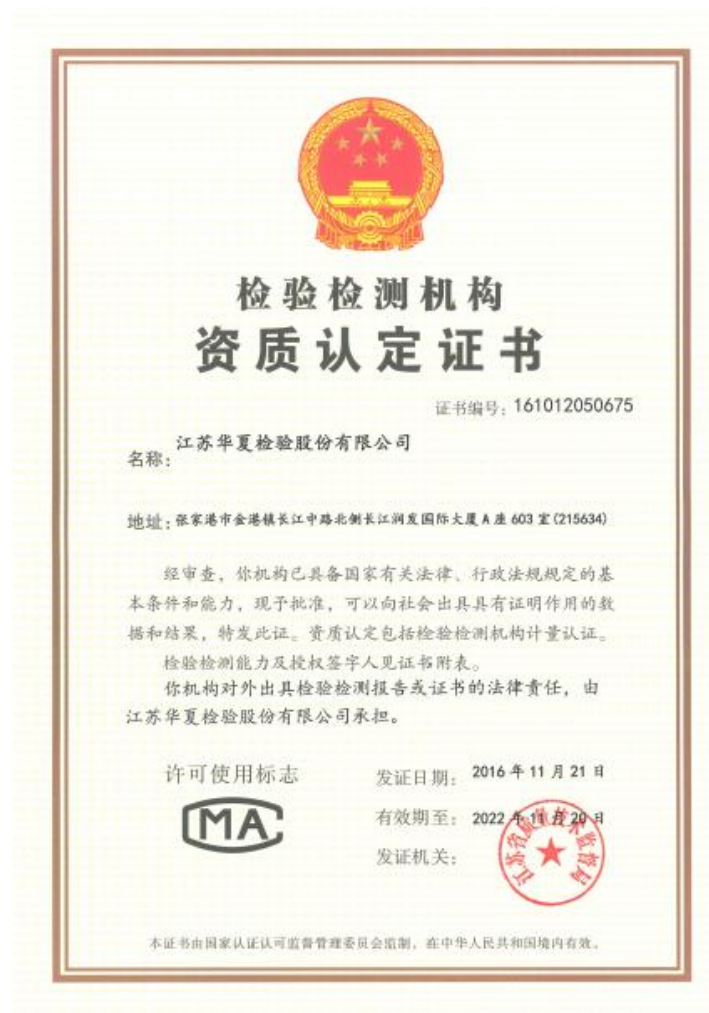 检验检测机构
资质认定证书
证书编号：161012050675
名称：江苏华夏检验股份有限公司
地址：张家港市金港镇长江中路北侧长江润发国际大厦A座603室(215634)
经审查，你机构已具备国家有关法律、行政法规规定的基
本条件和能力，现予批准，可以向社会出具具有证明作用的数
据和结果，特发此证。资质认定包括检验检测机构计量认证。
检验检测能力及授权签字人见证书附表。
你机构对外出具检验检测报告或证书的法律责任，由
江苏华夏检验股份有限公司承担。
许可使用标志
MA
发证日期：2016年11月21日
有效期至：2022年11月20日
发证机关：
江苏省质量技术监督局
本证书由国家认证认可监督管理委员会监制，在中华人民共和国境内有效。